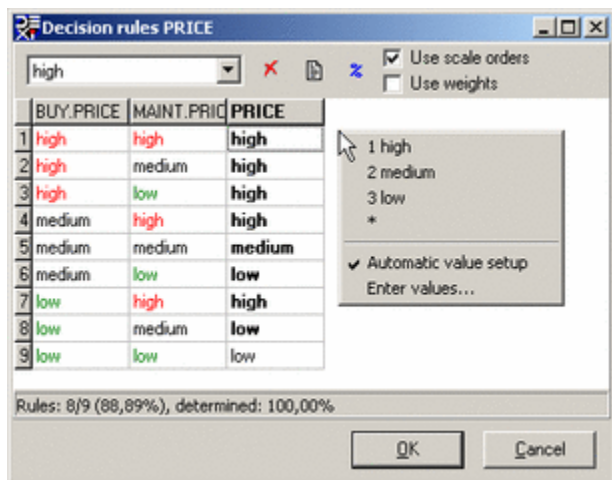 Decision rules PRICE
high
Use scale orders
Use weights
BUY.PRICE MAINT.PRIC PRICE
1 high high high
2 high medium high
3 high low high
4 medium high high
5 medium medium medium
6 medium low low
7 low high high
8 low medium low
9 low low low
1 high
2 medium
3 low
*
Automatic value setup
Enter values...
Rules: 8/9 (88,89%), determined: 100,00%
OK Cancel